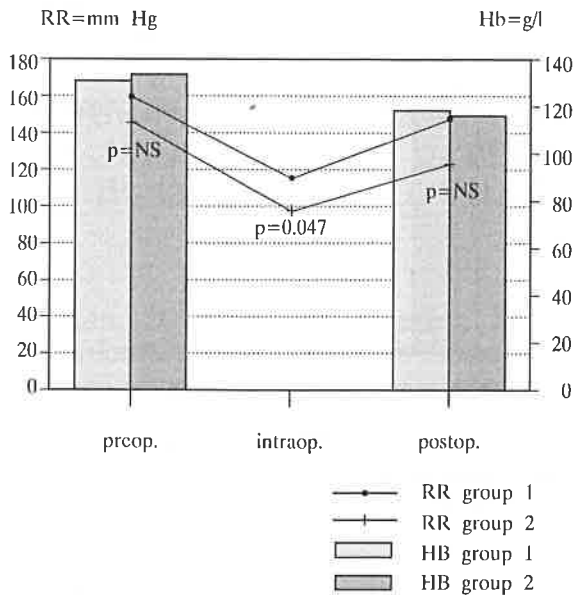 RR=mm Hg Hb=g/l
180 140
160 120
140
120 100
100 80
80 60
60 40
40
20 20
0 0
p=NS
p=0.047
p=NS
preop. intraop. postop.
RR group 1
RR group 2
HB group 1
HB group 2